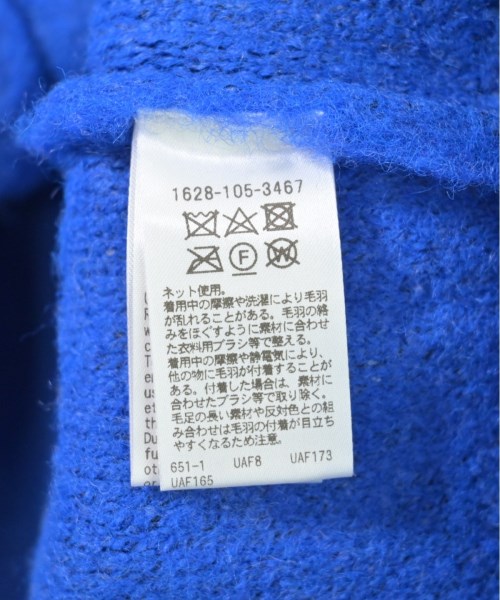 1628-105-3467
F
W
ネット使用。
着用中の摩擦や洗濯により毛羽
が乱れることがある。毛羽の絡
みをほぐすように素材に合わせ
た衣料用ブラシ等で整える。
着用中の摩擦や静電気により、
他の物に毛羽が付着することが
ある。付着した場合は、素材に
合わせたブラシ等で取り除く。
毛足の長い素材や反対色との組
み合わせは毛羽の付着が目立ち
やすくなるため注意。
651-1 UAF8 UAF173
UAF165